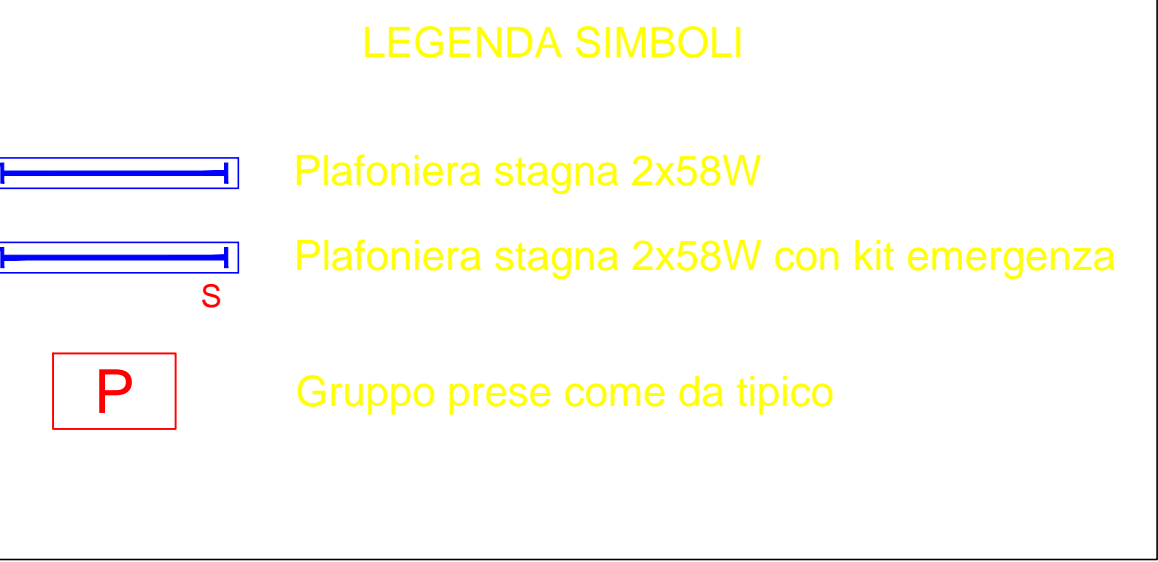 LEGENDA SIMBOLI
Plafoniera stagna 2x58W
Plafoniera stagna 2x58W con kit emergenza
S
P Gruppo prese come da tipico